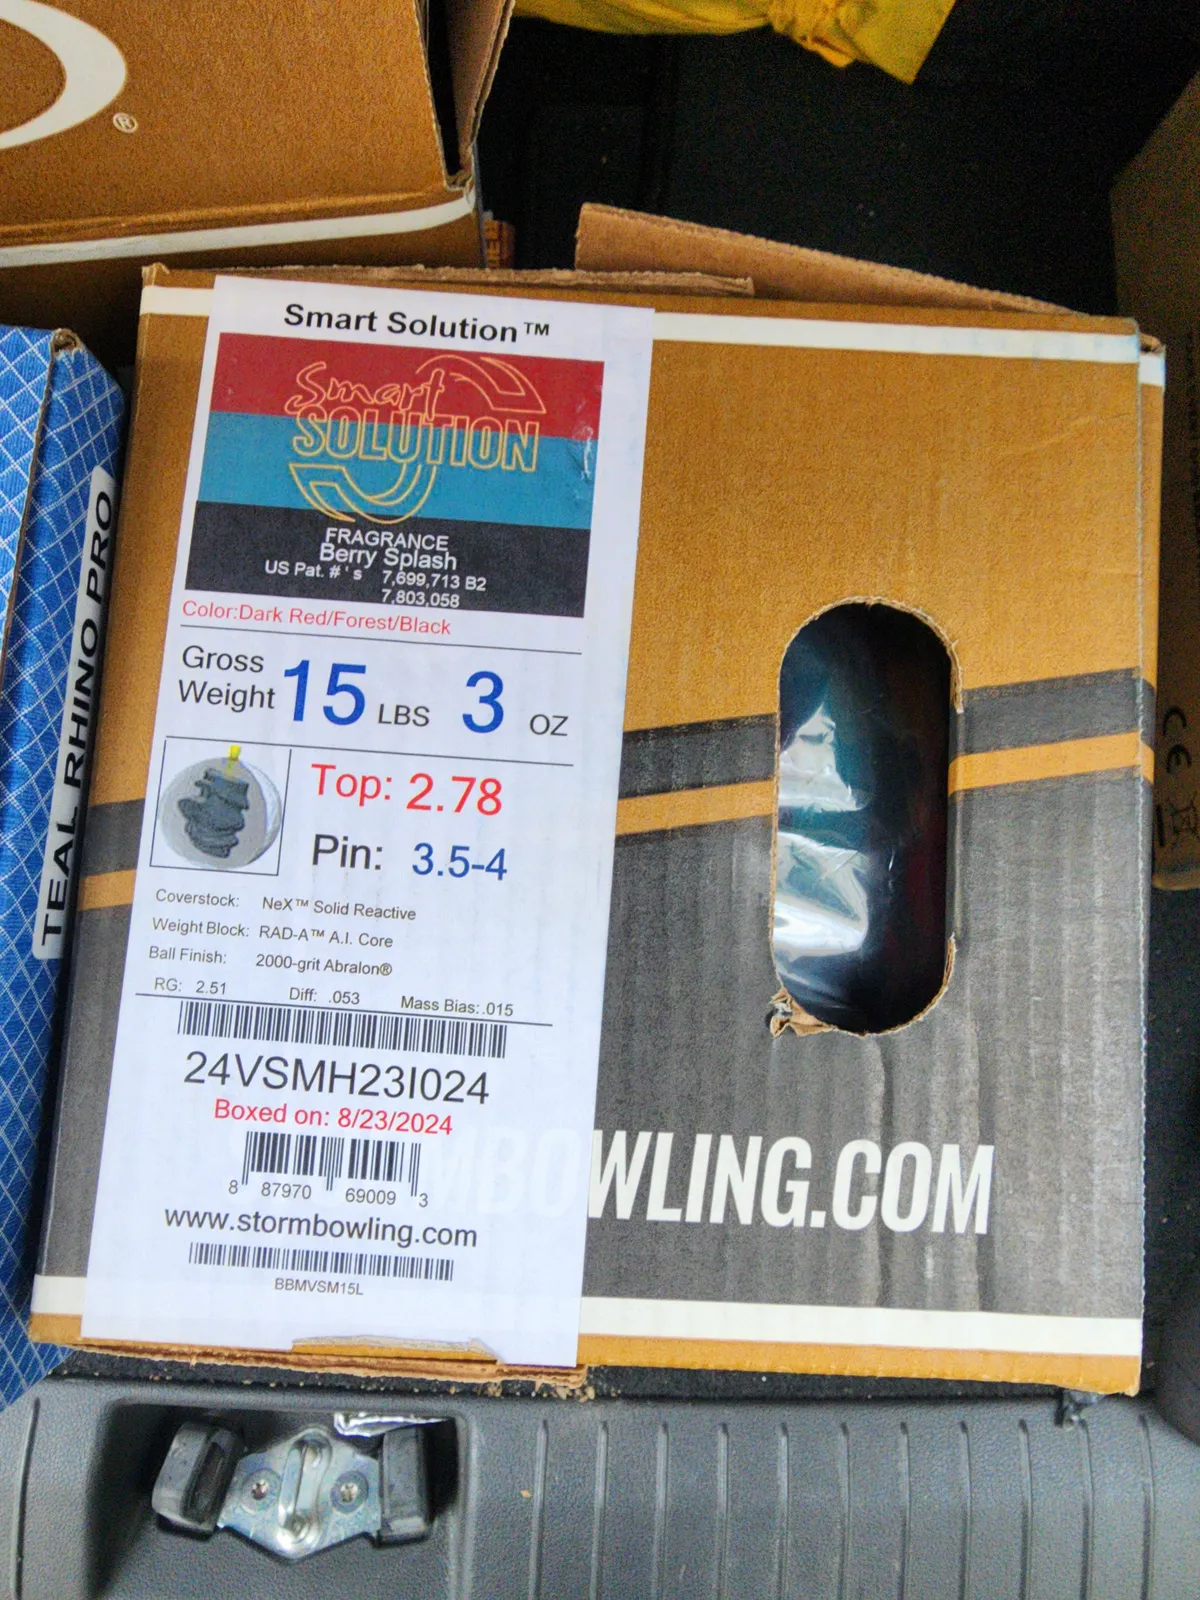 ®
Smart Solution™
Smart
SOLUTION
FRAGRANCE
Berry Splash
US Pat. #'s 7,699,713 B2
7,803,058
Color:Dark Red/Forest/Black
Gross
Weight 15 LBS 3 OZ
Top: 2.78
Pin: 3.5-4
Coverstock: NeX™ Solid Reactive
Weight Block: RAD-A™ A.I. Core
Ball Finish: 2000-grit Abralon®
RG: 2.51 Diff: .053 Mass Bias: .015
24VSMH23I024
Boxed on: 8/23/2024
8 87970 69009 3
www.stormbowling.com
BBMVSM15L
MBOWLING.COM
TEAL RHINO PRO
CE